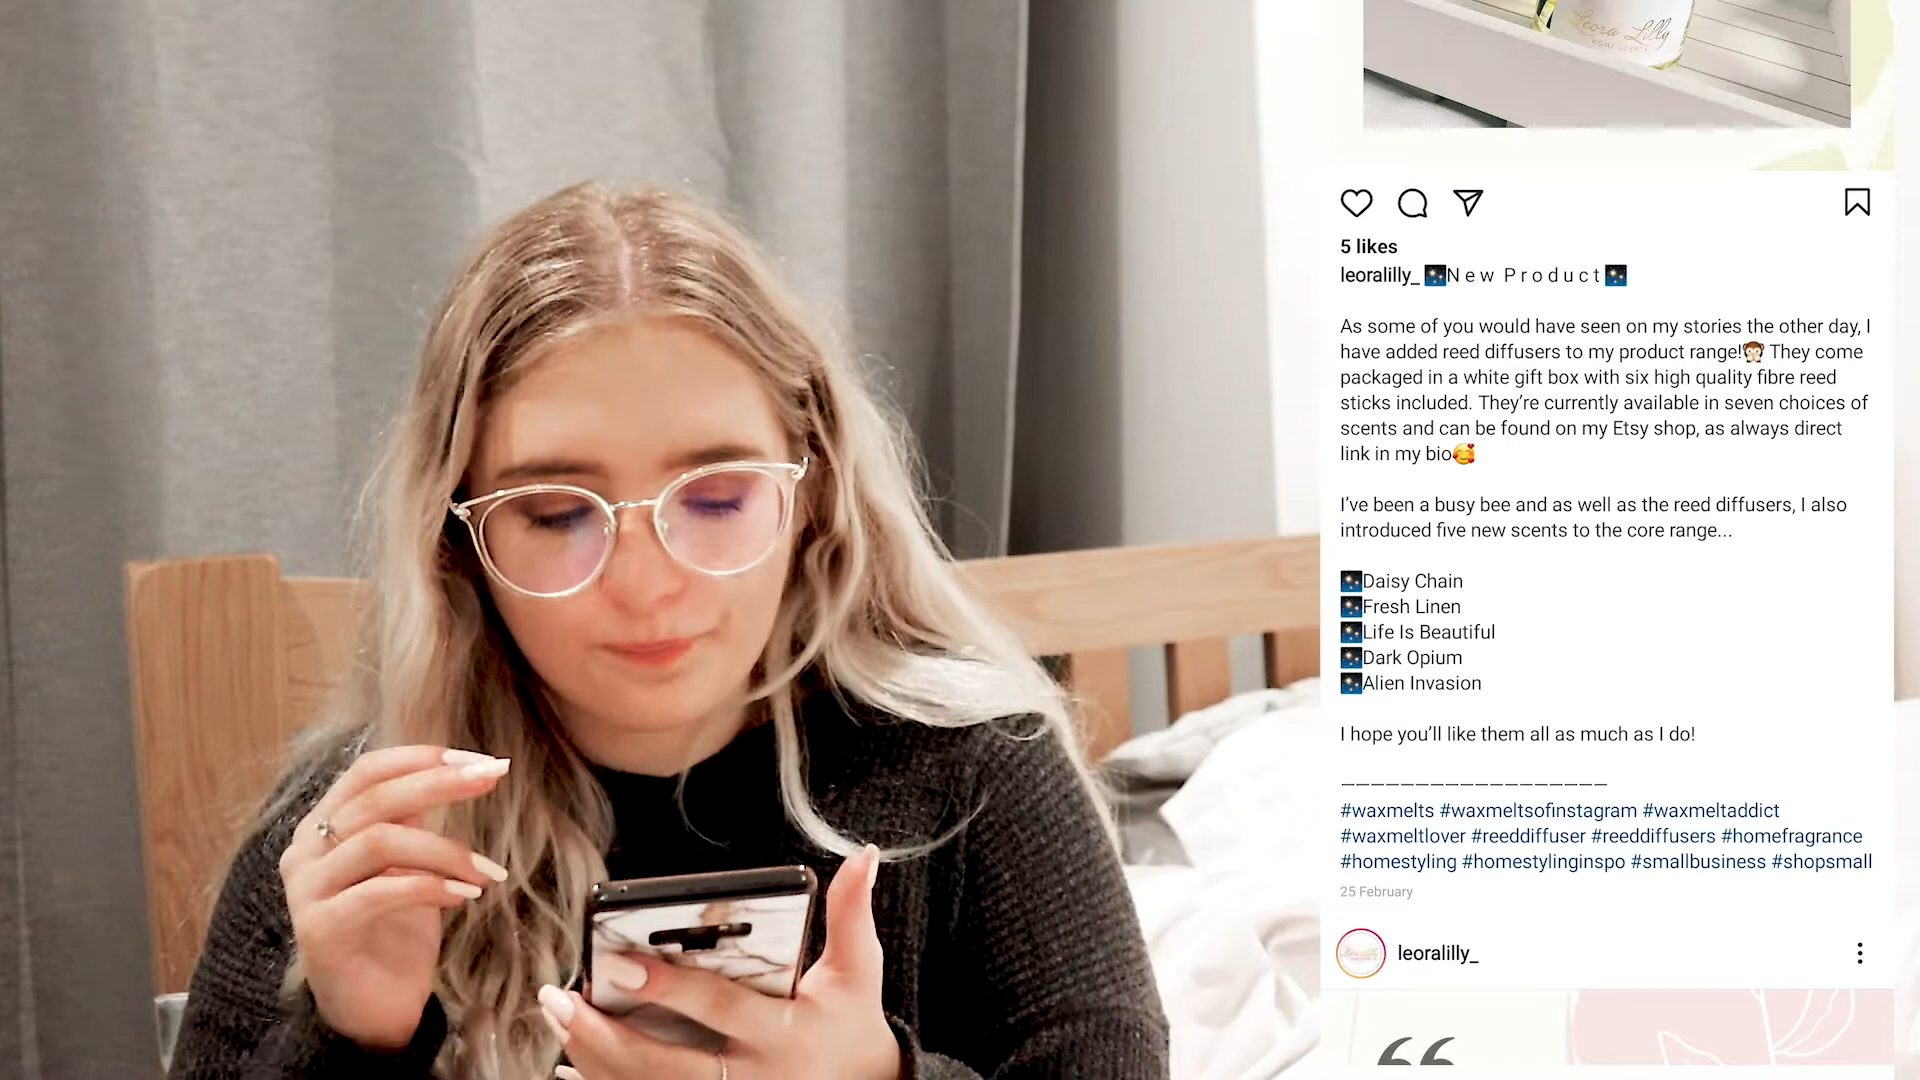 Leora Lilly
HOME SCENTS
5 likes
leoralilly_ 🎇N e w P r o d u c t🎇
As some of you would have seen on my stories the other day, I
have added reed diffusers to my product range!🙊 They come
packaged in a white gift box with six high quality fibre reed
sticks included. They’re currently available in seven choices of
scents and can be found on my Etsy shop, as always direct
link in my bio🥰
I’ve been a busy bee and as well as the reed diffusers, I also
introduced five new scents to the core range...
🎇Daisy Chain
🎇Fresh Linen
🎇Life Is Beautiful
🎇Dark Opium
🎇Alien Invasion
I hope you’ll like them all as much as I do!
——————————————————
#waxmelts #waxmeltsofinstagram #waxmeltaddict
#waxmeltlover #reeddiffuser #reeddiffusers #homefragrance
#homestyling #homestylinginspo #smallbusiness #shopsmall
25 February
leoralilly_
“